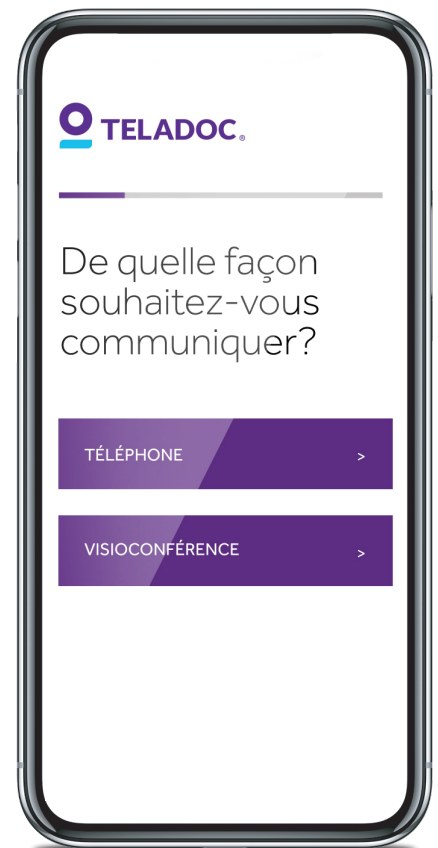 TELADOC®
De quelle façon
souhaitez-vous
communiquer?
TÉLÉPHONE >
VISIOCONFÉRENCE >